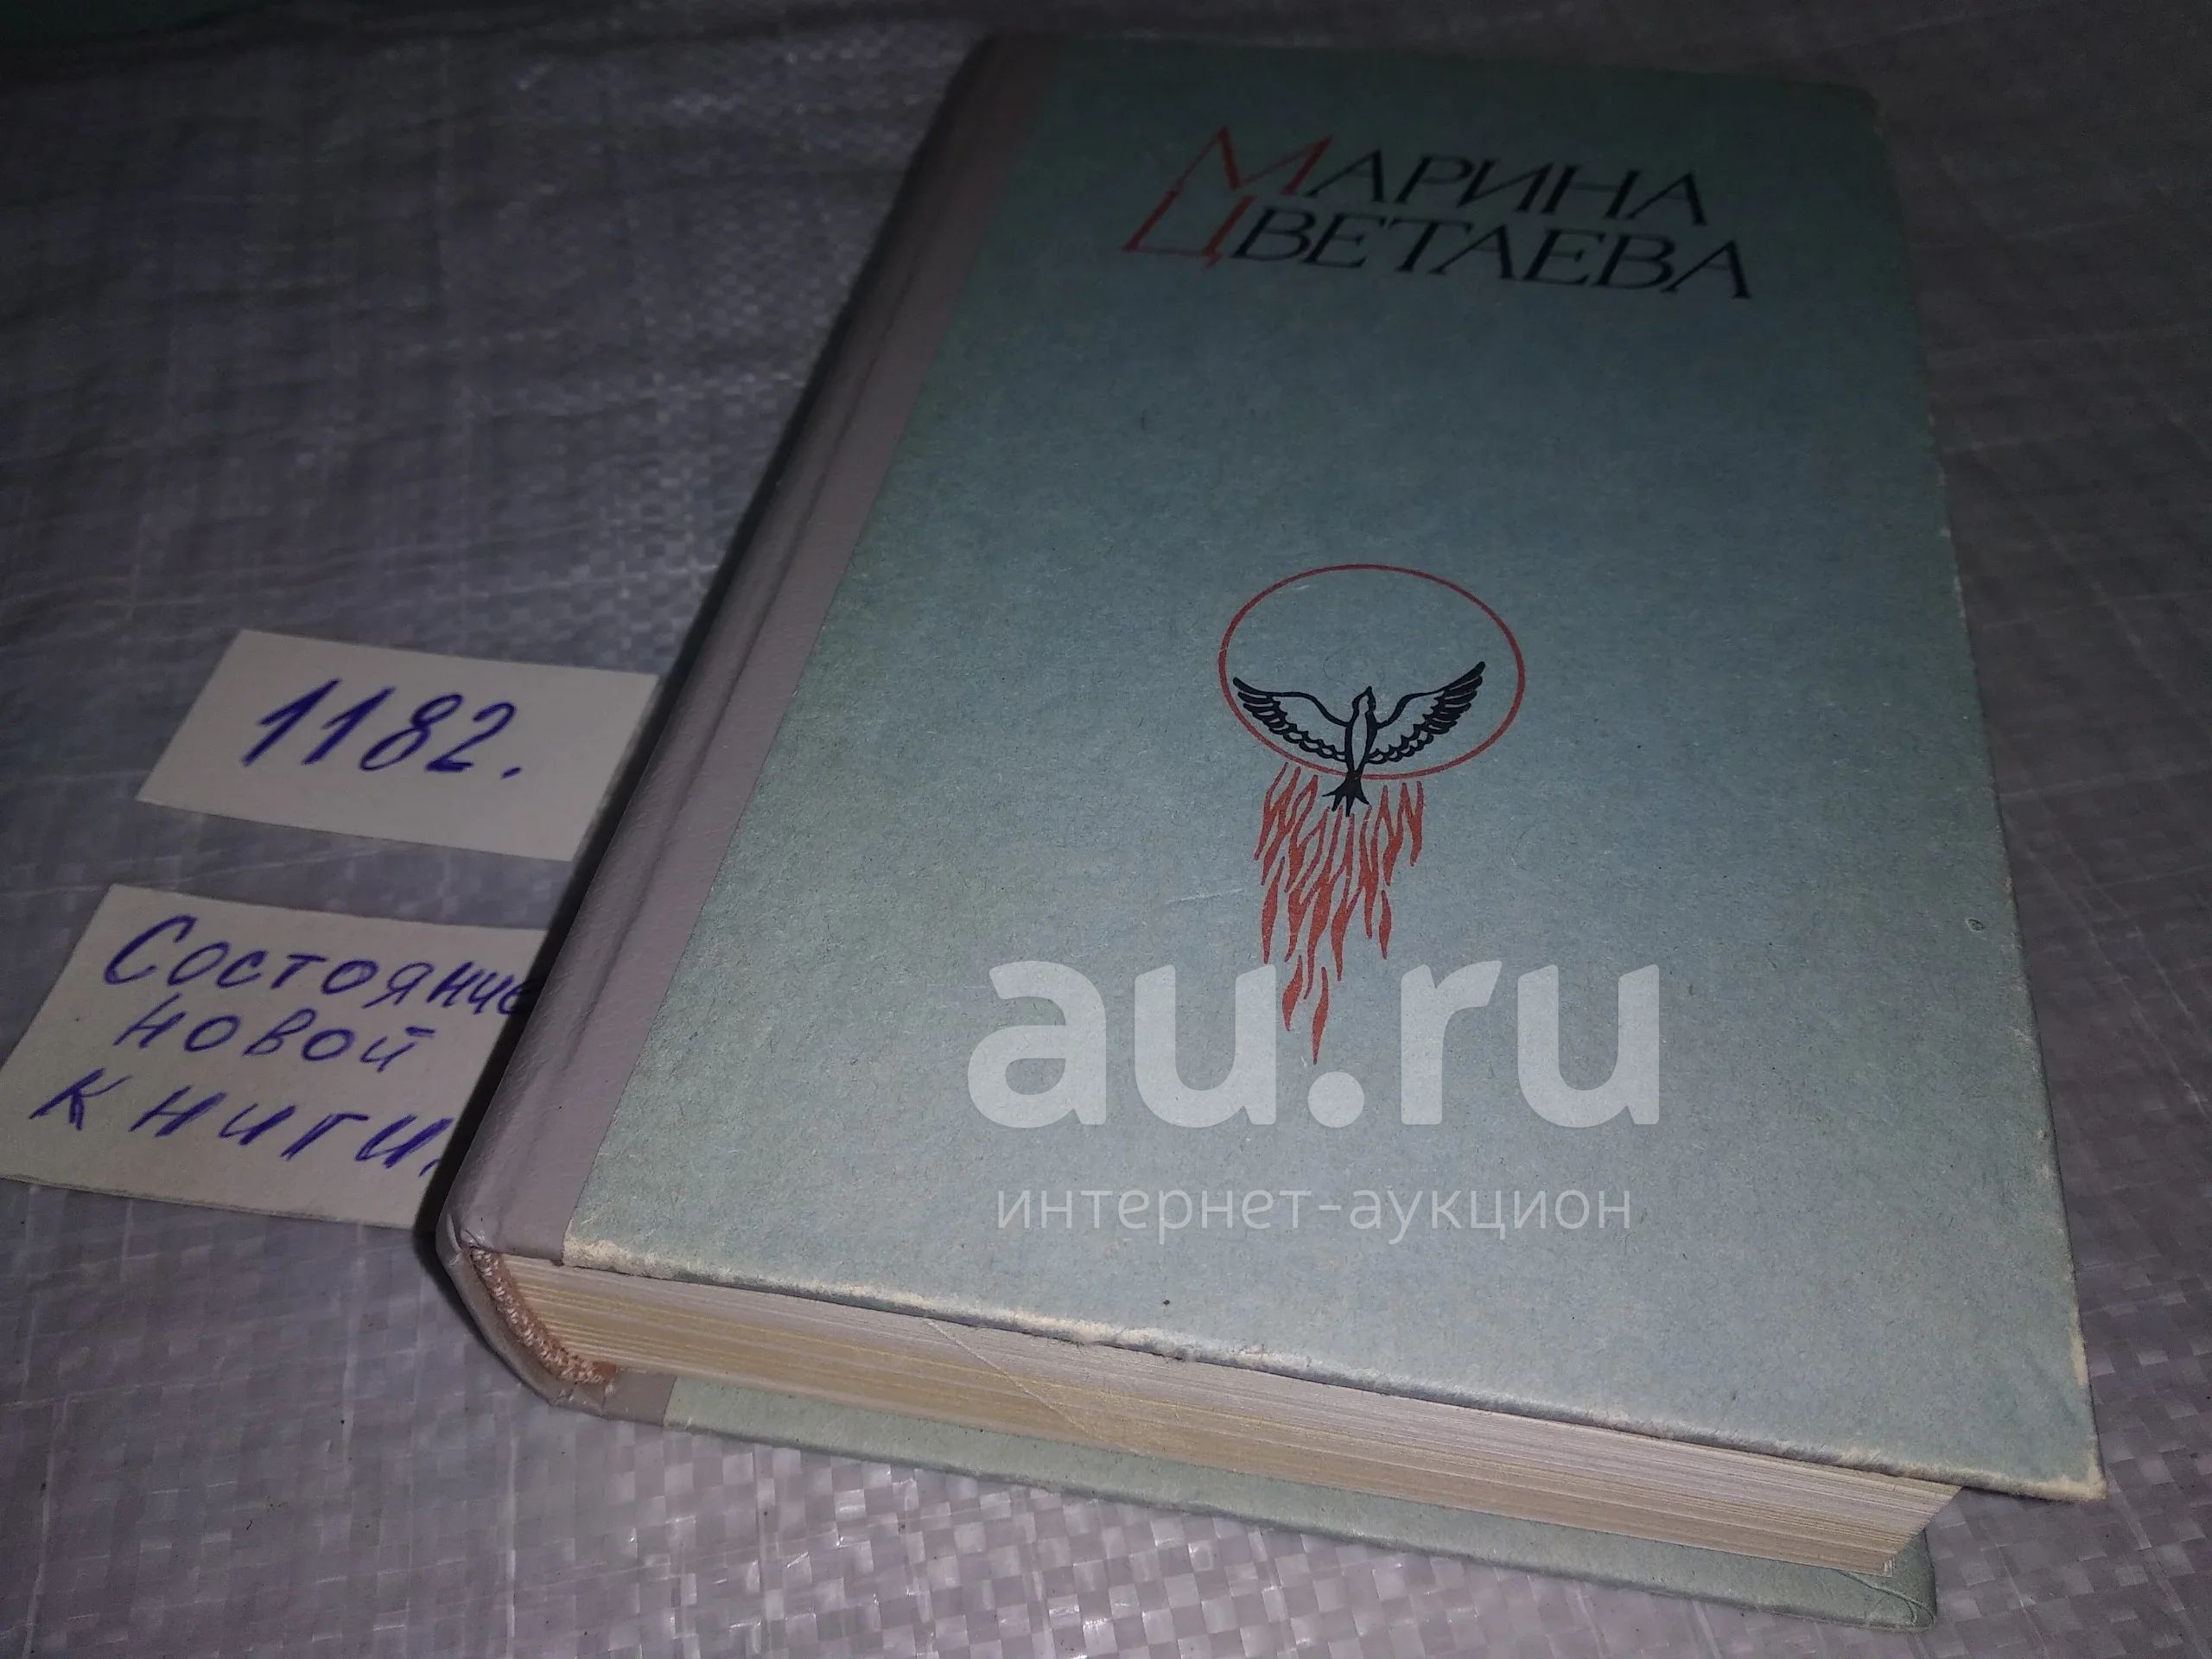 МАРИНА
ЦВЕТАЕВА
1182.
Состояние
новой
книги.
au.ru
интернет-аукцион